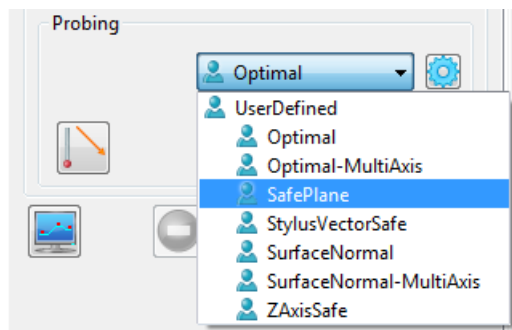 Probing
Optimal
UserDefined
Optimal
Optimal-MultiAxis
SafePlane
StylusVectorSafe
SurfaceNormal
SurfaceNormal-MultiAxis
ZAxisSafe